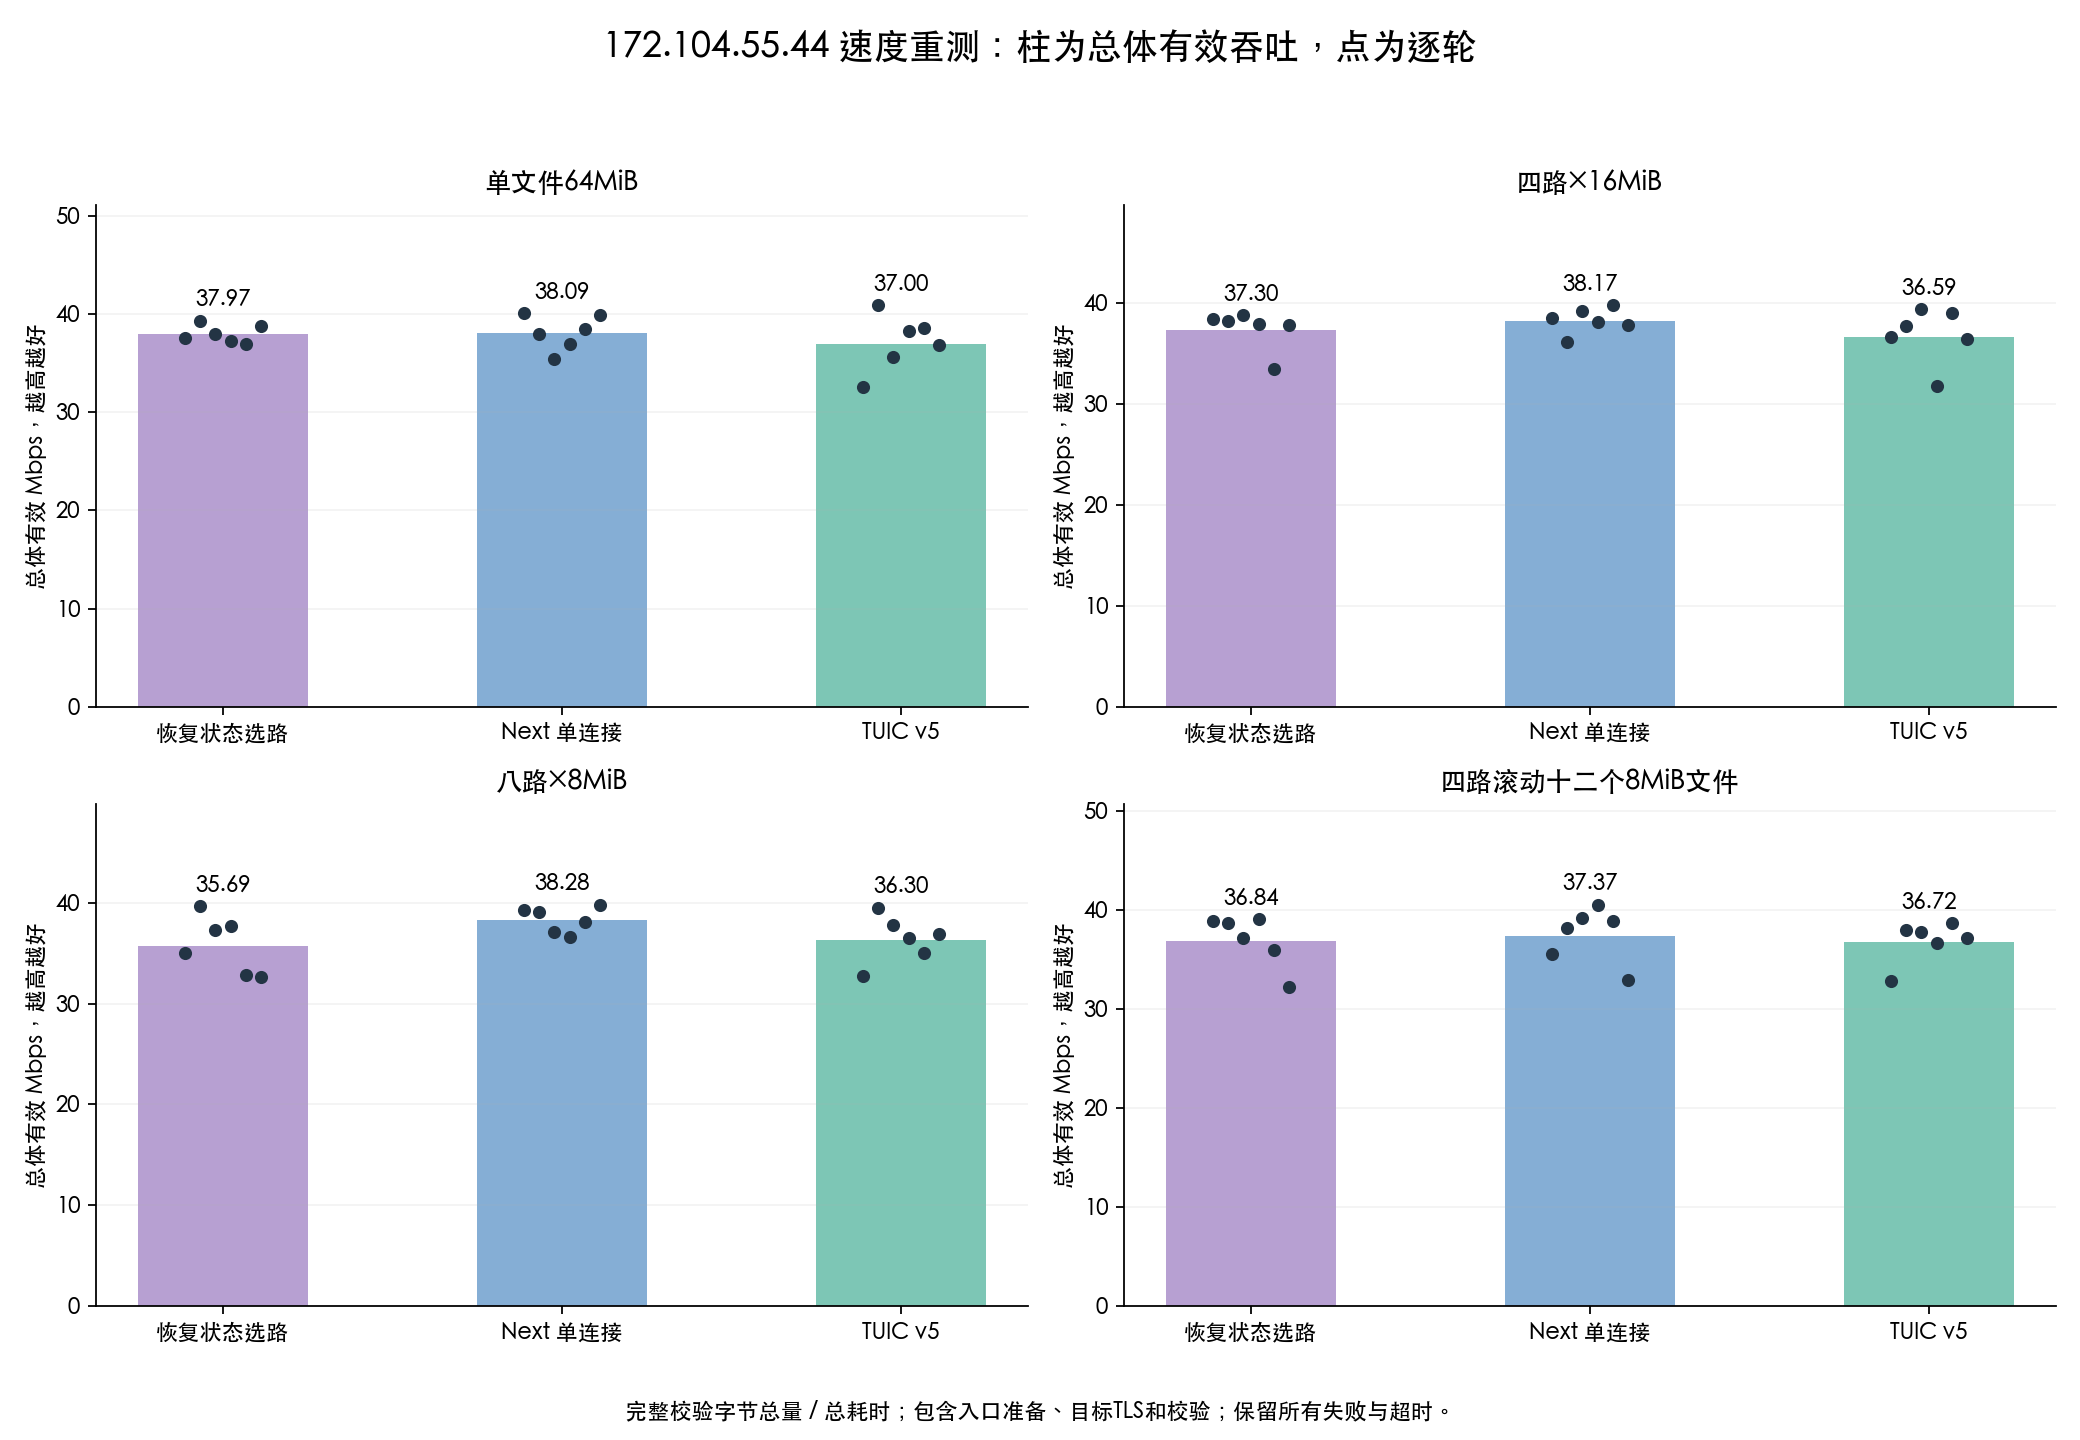 172.104.55.44 速度重测：柱为总体有效吞吐，点为逐轮
单文件64MiB
总体有效 Mbps，越高越好
50
40
30
20
10
0
37.97
38.09
37.00
恢复状态选路
Next 单连接
TUIC v5
四路×16MiB
总体有效 Mbps，越高越好
40
30
20
10
0
37.30
38.17
36.59
恢复状态选路
Next 单连接
TUIC v5
八路×8MiB
总体有效 Mbps，越高越好
40
30
20
10
0
35.69
38.28
36.30
恢复状态选路
Next 单连接
TUIC v5
四路滚动十二个8MiB文件
总体有效 Mbps，越高越好
50
40
30
20
10
0
36.84
37.37
36.72
恢复状态选路
Next 单连接
TUIC v5
完整校验字节总量 / 总耗时；包含入口准备、目标TLS和校验；保留所有失败与超时。